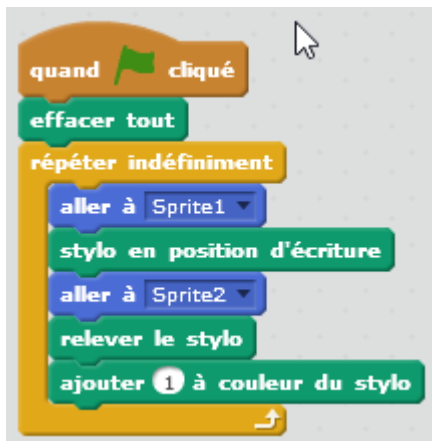 quand cliqué
effacer tout
répéter indéfiniment
aller à Sprite1
stylo en position d'écriture
aller à Sprite2
relever le stylo
ajouter 1 à couleur du stylo